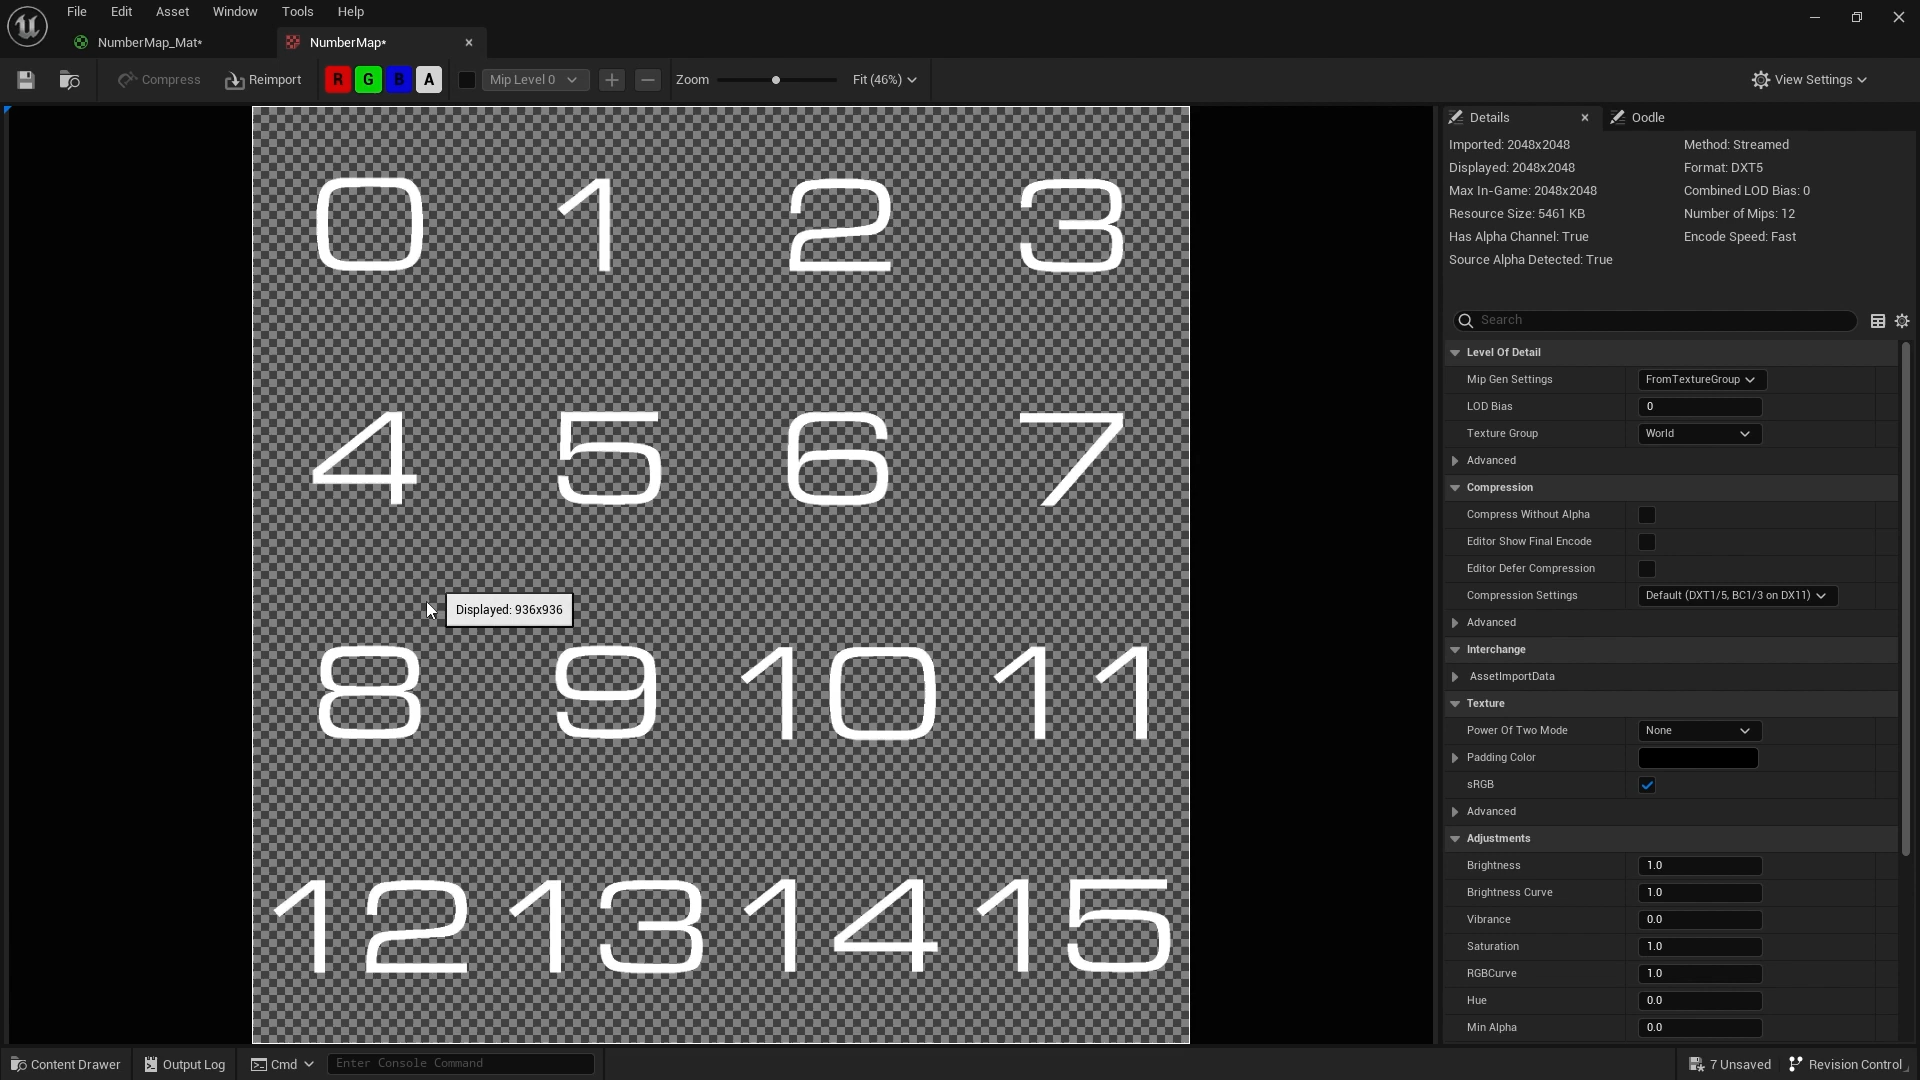 File Edit Asset Window Tools Help
NumberMap_Mat* NumberMap*
Compress Reimport R G B A Mip Level 0 Zoom Fit (46%) View Settings
Details Oodle
Imported: 2048x2048 Method: Streamed
Displayed: 2048x2048 Format: DXT5
Max In-Game: 2048x2048 Combined LOD Bias: 0
Resource Size: 5461 KB Number of Mips: 12
Has Alpha Channel: True Encode Speed: Fast
Source Alpha Detected: True
Search
Level Of Detail
Mip Gen Settings FromTextureGroup
LOD Bias 0
Texture Group World
Advanced
Compression
Compress Without Alpha
Editor Show Final Encode
Editor Defer Compression
Compression Settings Default (DXT1/5, BC1/3 on DX11)
Advanced
Interchange
AssetImportData
Texture
Power Of Two Mode None
Padding Color
sRGB
Advanced
Adjustments
Brightness 1.0
Brightness Curve 1.0
Vibrance 0.0
Saturation 1.0
RGBCurve 1.0
Hue 0.0
Min Alpha 0.0
0 1 2 3
4 5 6 7
Displayed: 936x936
8 9 10 11
12 13 14 15
Content Drawer Output Log Cmd Enter Console Command 7 Unsaved Revision Control